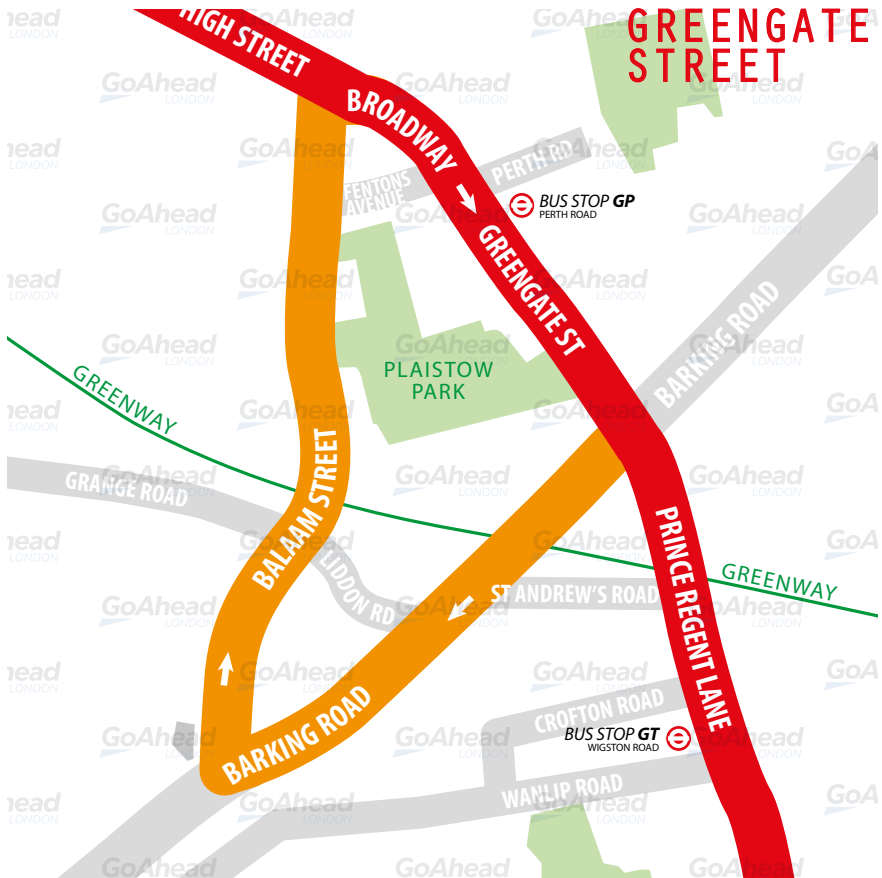 GREENGATE
STREET
HIGH STREET
BROADWAY
PERTH RD
FENTONS
AVENUE
BUS STOP GP
PERTH ROAD
GREENGATE ST
BARKING ROAD
PLAISTOW
PARK
GREENWAY
BALAAM STREET
GRANGE ROAD
LIDDON RD
PRINCE REGENT LANE
GREENWAY
ST ANDREW'S ROAD
BARKING ROAD
CROFTON ROAD
BUS STOP GT
WIGSTON ROAD
WANLIP ROAD
GoAhead
LONDON